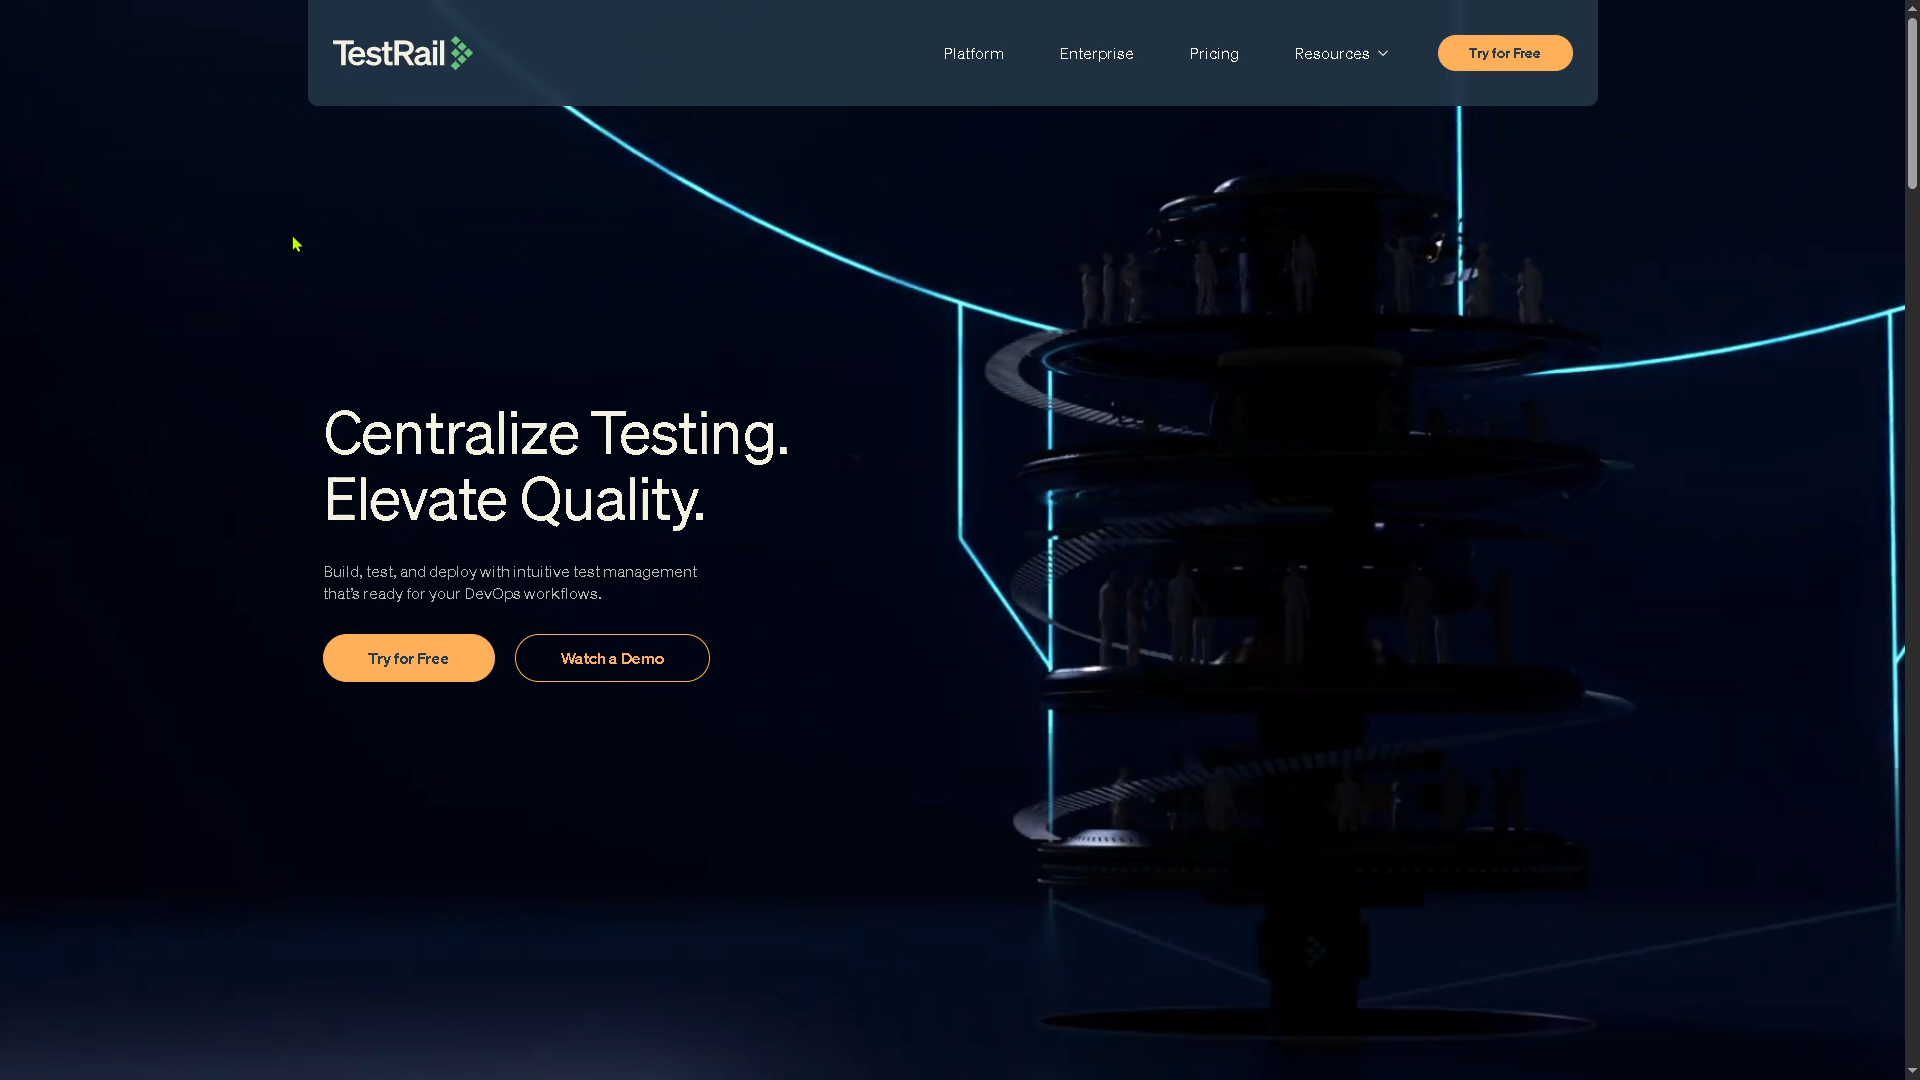 TestRail
Platform
Enterprise
Pricing
Resources
Try for Free
Centralize Testing.
Elevate Quality.
Build, test, and deploy with intuitive test management
that's ready for your DevOps workflows.
Try for Free
Watch a Demo